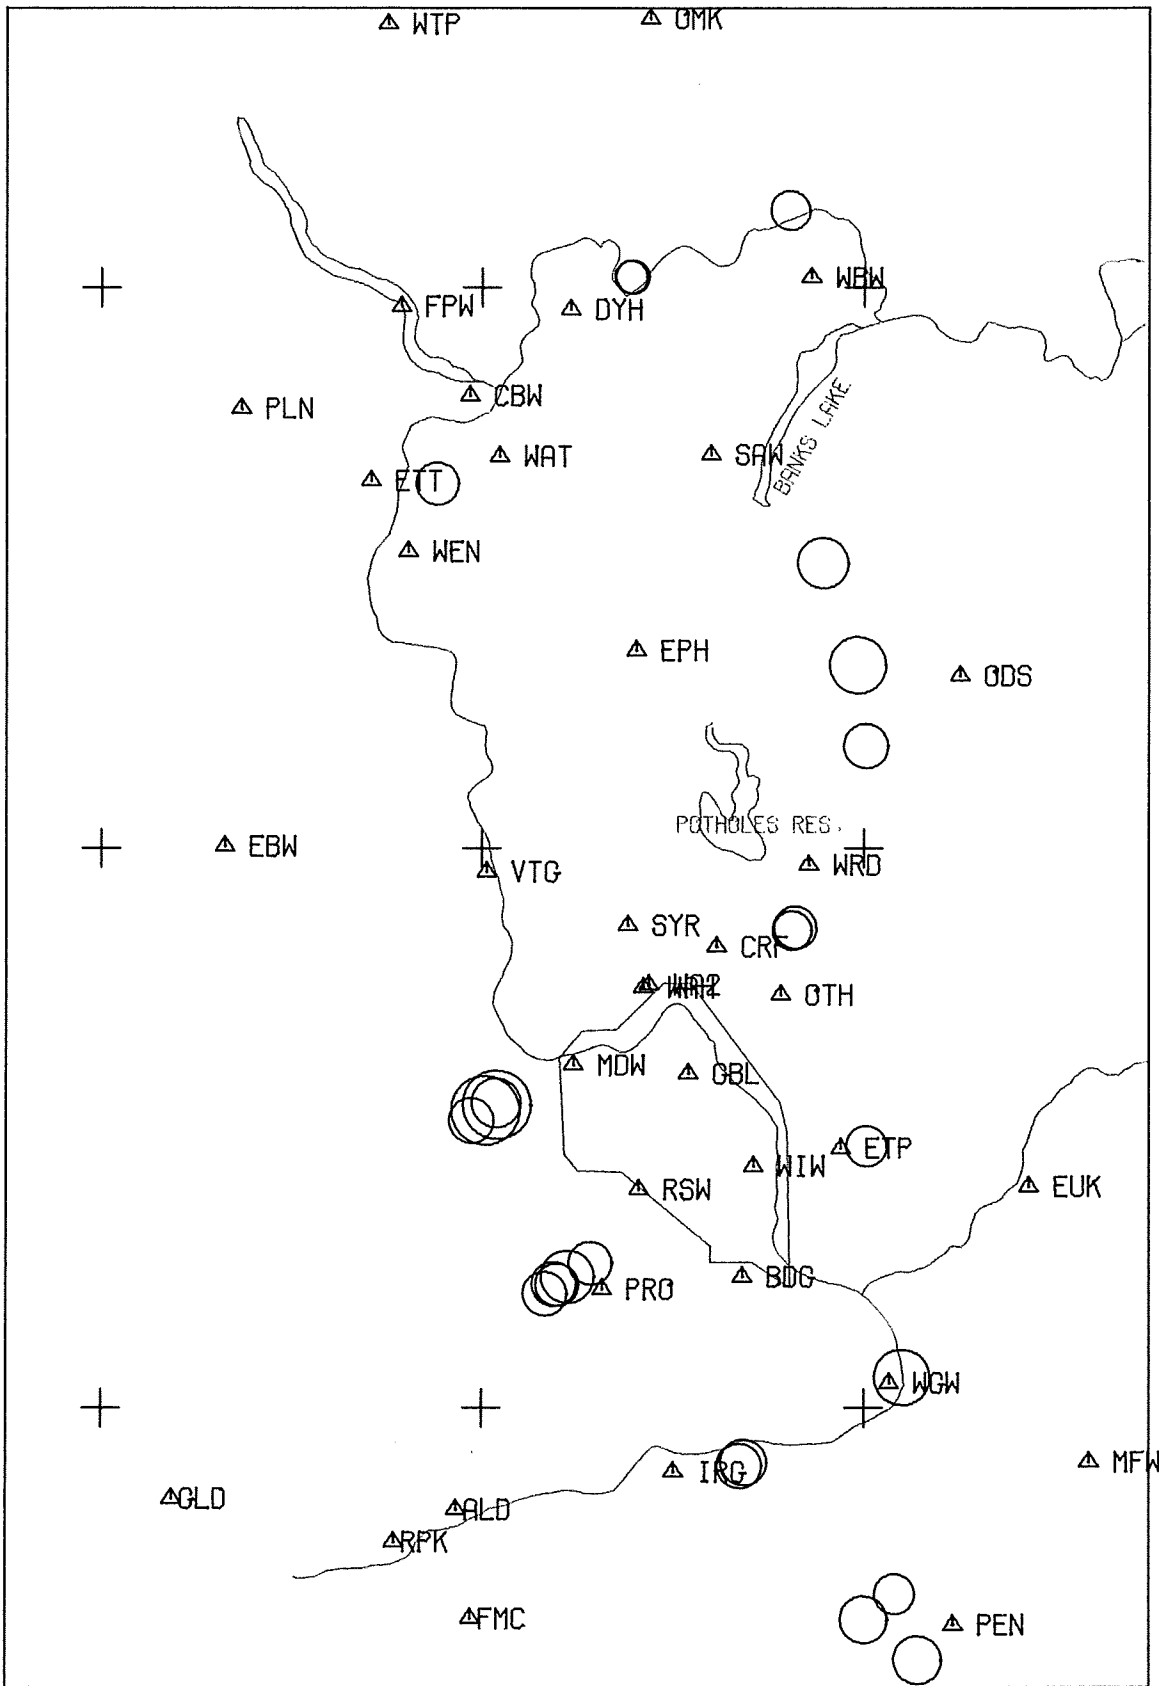 WTP
OMK
WBW
FPW
DYH
CBW
PLN
BANKS LAKE.
WAT
SAW
ETT
WEN
EPH
ODS
POTHOLES RES.
EBW
WRD
VTG
SYR
CRF
OTH
MDW
GBL
ETP
WIW
RSW
EUK
BDG
PRO
WGW
MFW
IRG
GLD
ALD
RPK
FMC
PEN